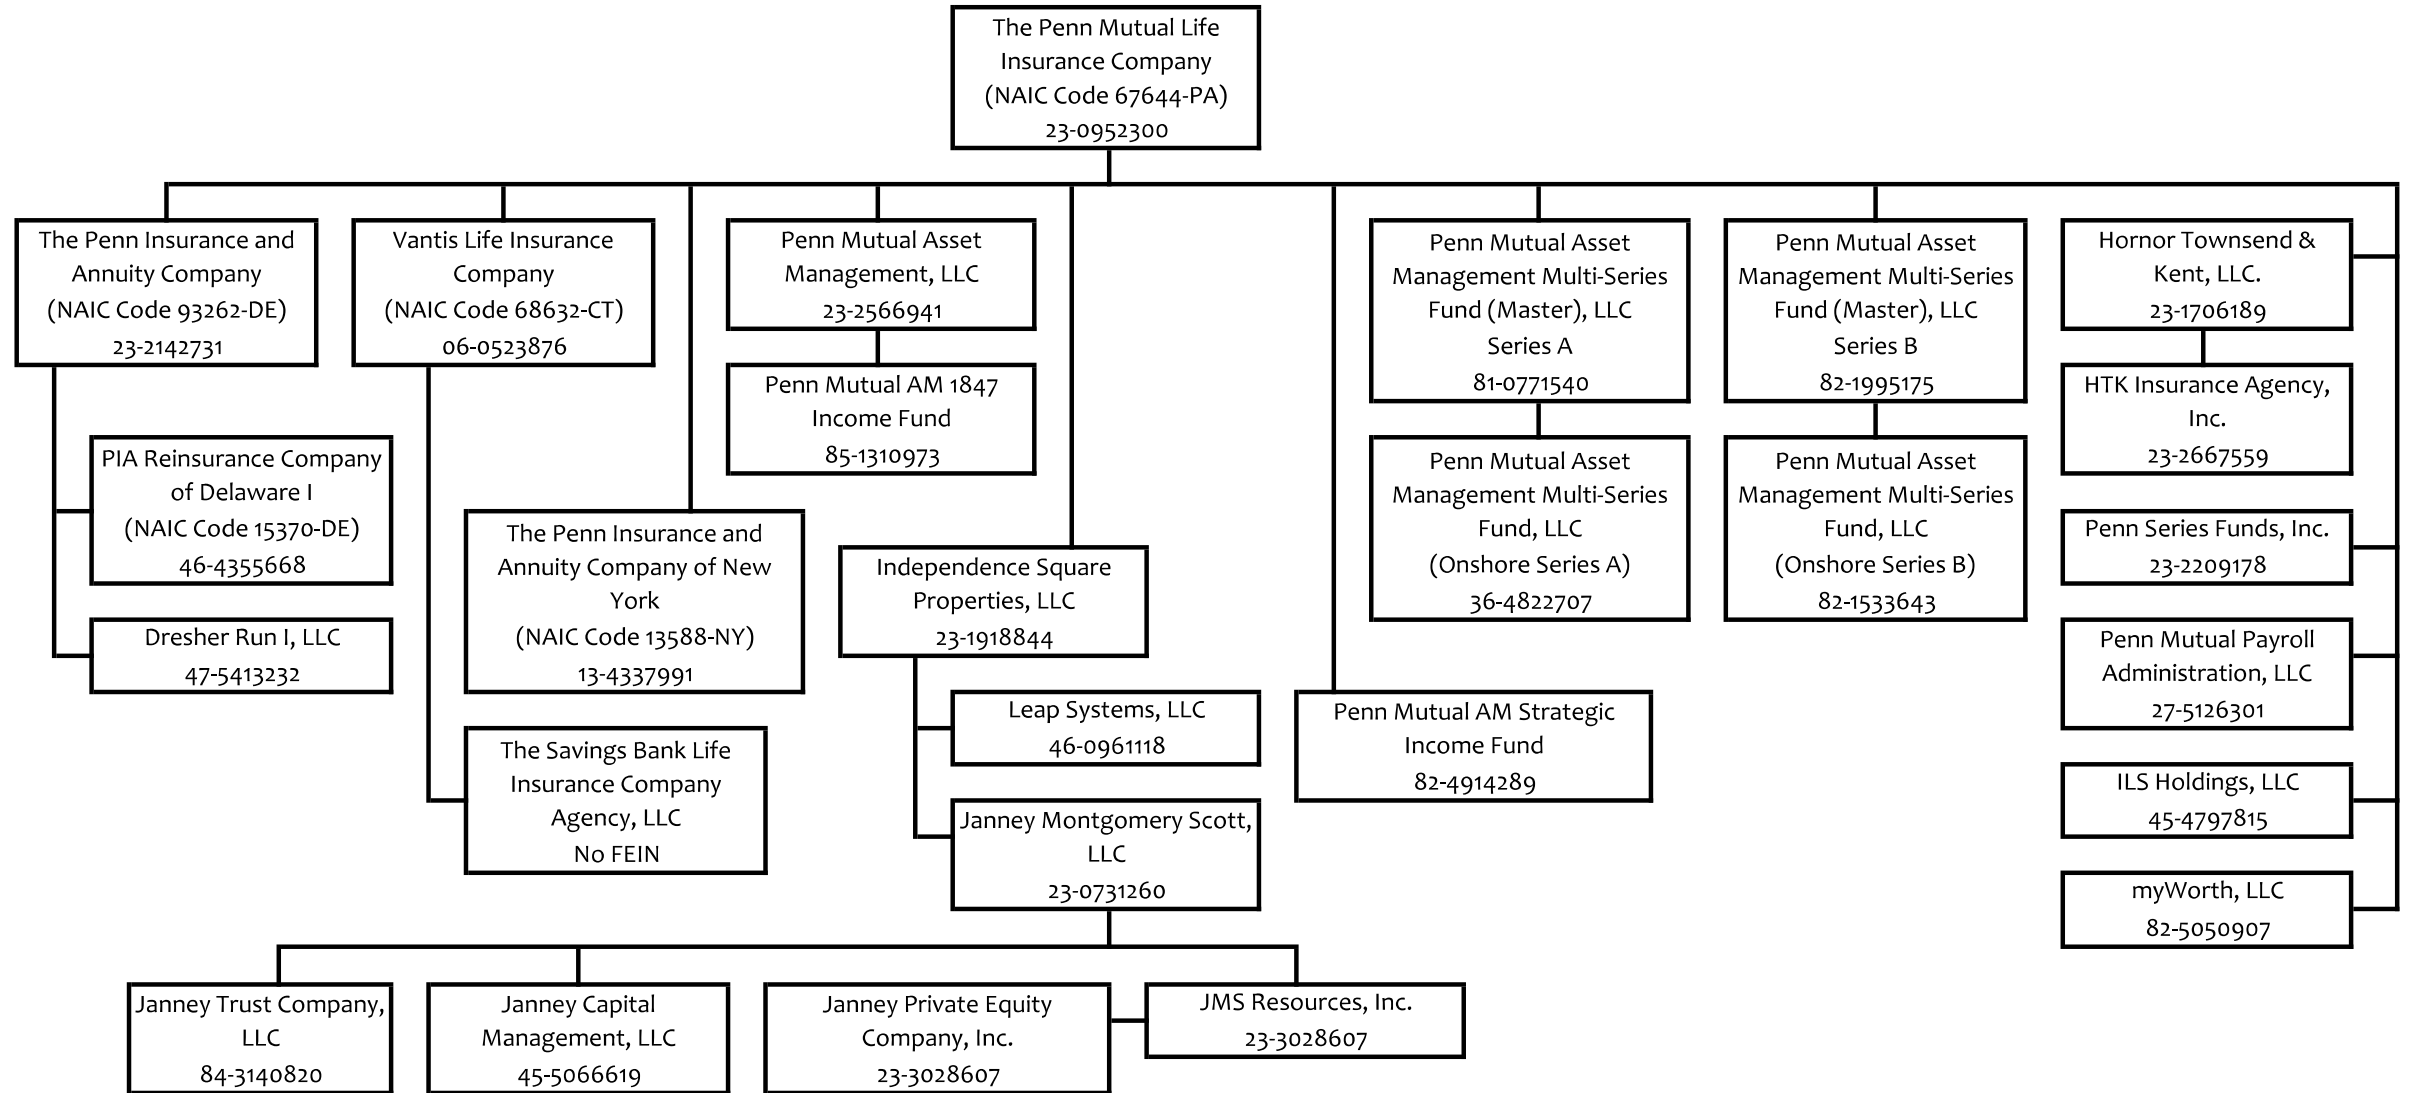 The Penn Mutual Life
Insurance Company
(NAIC Code 67644-PA)
23-0952300
The Penn Insurance and
Annuity Company
(NAIC Code 93262-DE)
23-2142731
Vantis Life Insurance
Company
(NAIC Code 68632-CT)
06-0523876
Penn Mutual Asset
Management, LLC
23-2566941
Penn Mutual AM 1847
Income Fund
85-1310973
Penn Mutual Asset
Management Multi-Series
Fund (Master), LLC
Series A
81-0771540
Penn Mutual Asset
Management Multi-Series
Fund (Master), LLC
Series B
82-1995175
Hornor Townsend &
Kent, LLC.
23-1706189
HTK Insurance Agency,
Inc.
23-2667559
PIA Reinsurance Company
of Delaware I
(NAIC Code 15370-DE)
46-4355668
Dresher Run I, LLC
47-5413232
The Penn Insurance and
Annuity Company of New
York
(NAIC Code 13588-NY)
13-4337991
The Savings Bank Life
Insurance Company
Agency, LLC
No FEIN
Independence Square
Properties, LLC
23-1918844
Leap Systems, LLC
46-0961118
Janney Montgomery Scott,
LLC
23-0731260
Penn Mutual Asset
Management Multi-Series
Fund, LLC
(Onshore Series A)
36-4822707
Penn Mutual Asset
Management Multi-Series
Fund, LLC
(Onshore Series B)
82-1533643
Penn Mutual AM Strategic
Income Fund
82-4914289
Penn Series Funds, Inc.
23-2209178
Penn Mutual Payroll
Administration, LLC
27-5126301
ILS Holdings, LLC
45-4797815
myWorth, LLC
82-5050907
Janney Trust Company,
LLC
84-3140820
Janney Capital
Management, LLC
45-5066619
Janney Private Equity
Company, Inc.
23-3028607
JMS Resources, Inc.
23-3028607